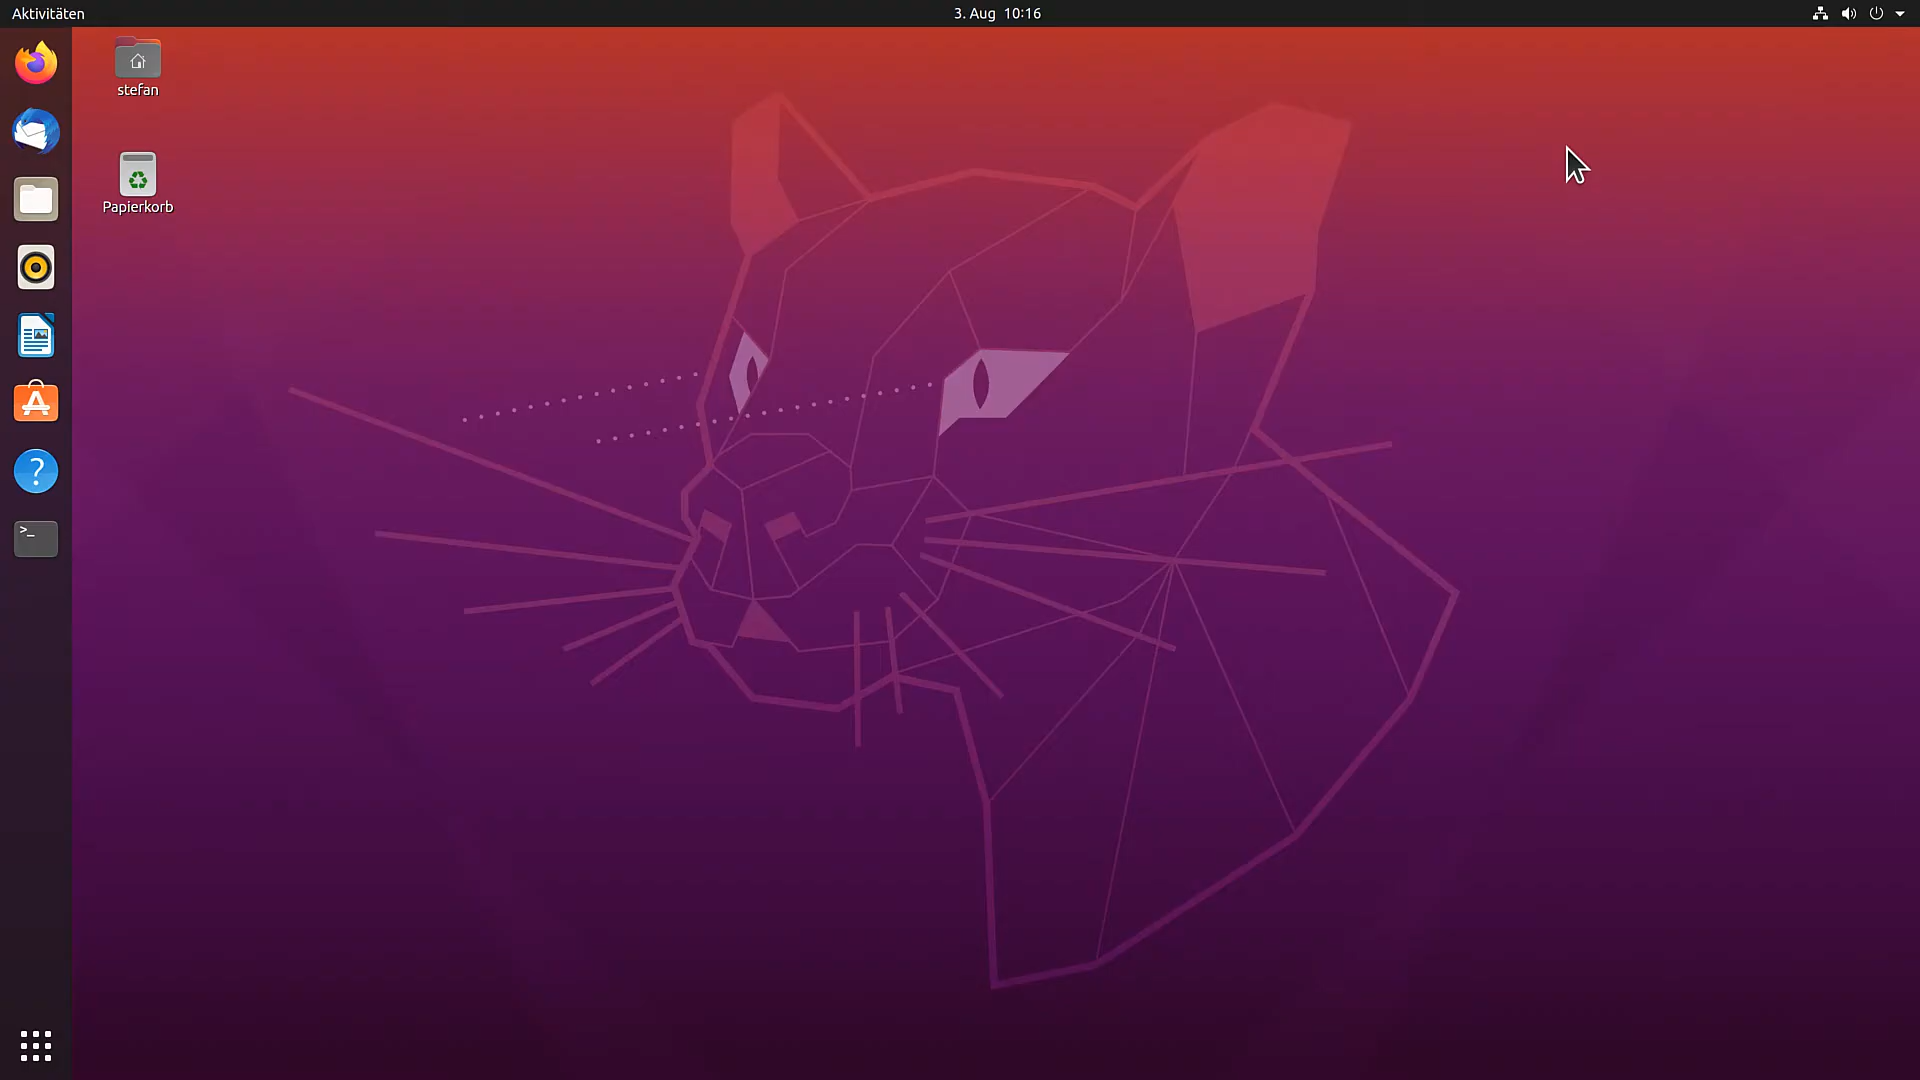 Aktivitäten
3. Aug 10:16
stefan
Papierkorb
>_
?